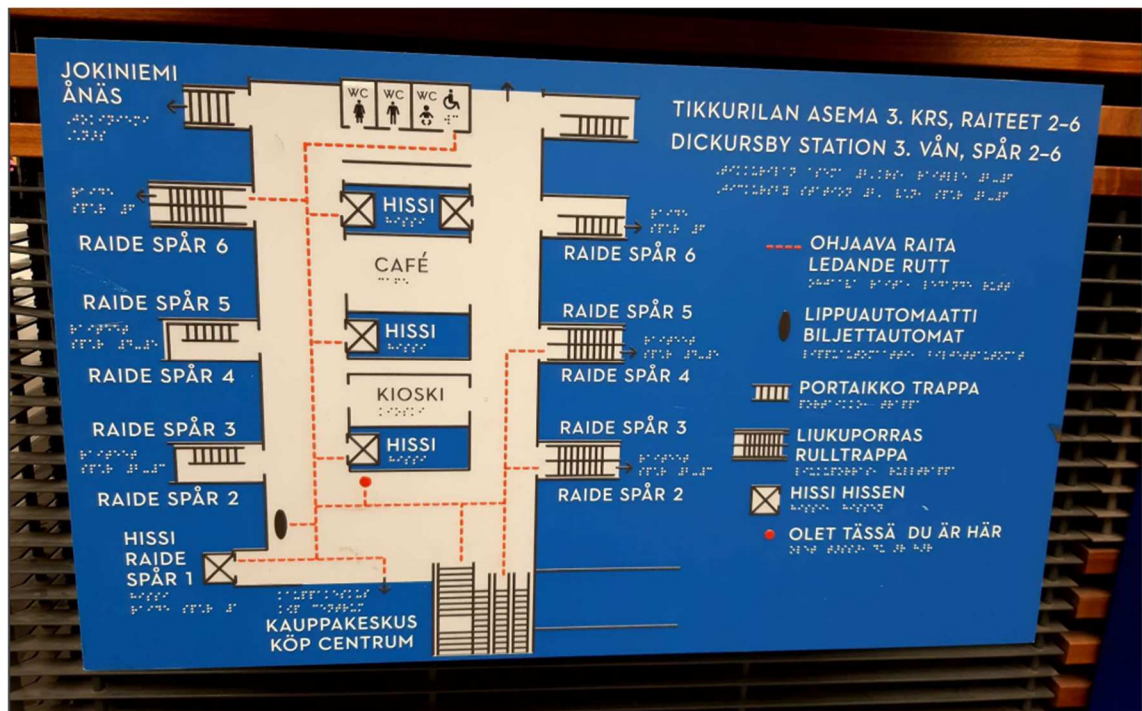 JOKINIEMI
ÅNÄS
WC
WC
WC
TIKKURILAN ASEMA 3. KRS, RAITEET 2–6
DICKURSBY STATION 3. VÅN, SPÅR 2–6
HISSI
RAIDE SPÅR 6
RAIDE SPÅR 6
CAFÉ
OHJAAVA RAITA
LEDANDE RUTT
RAIDE SPÅR 5
RAIDE SPÅR 4
HISSI
RAIDE SPÅR 5
RAIDE SPÅR 4
LIPPUAUTOMAATTI
BILJETTAUTOMAT
KIOSKI
PORTAIKKO TRAPPA
RAIDE SPÅR 3
RAIDE SPÅR 2
HISSI
RAIDE SPÅR 3
RAIDE SPÅR 2
LIUKUPORRAS
RULLTRAPPA
HISSI HISSEN
OLET TÄSSÄ DU ÄR HÄR
HISSI
RAIDE
SPÅR 1
KAUPPAKESKUS
KÖP CENTRUM